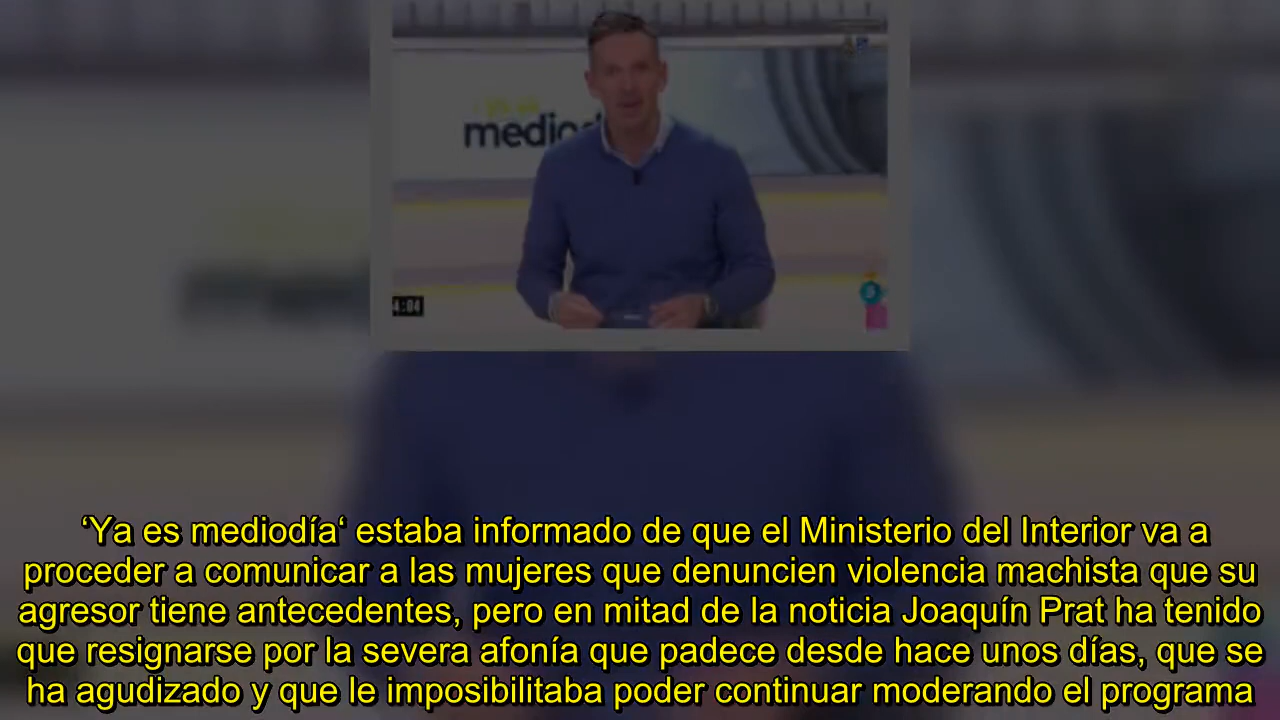 mediod
4:04
‘Ya es mediodía‘ estaba informado de que el Ministerio del Interior va a
proceder a comunicar a las mujeres que denuncien violencia machista que su
agresor tiene antecedentes, pero en mitad de la noticia Joaquín Prat ha tenido
que resignarse por la severa afonía que padece desde hace unos días, que se
ha agudizado y que le imposibilitaba poder continuar moderando el programa